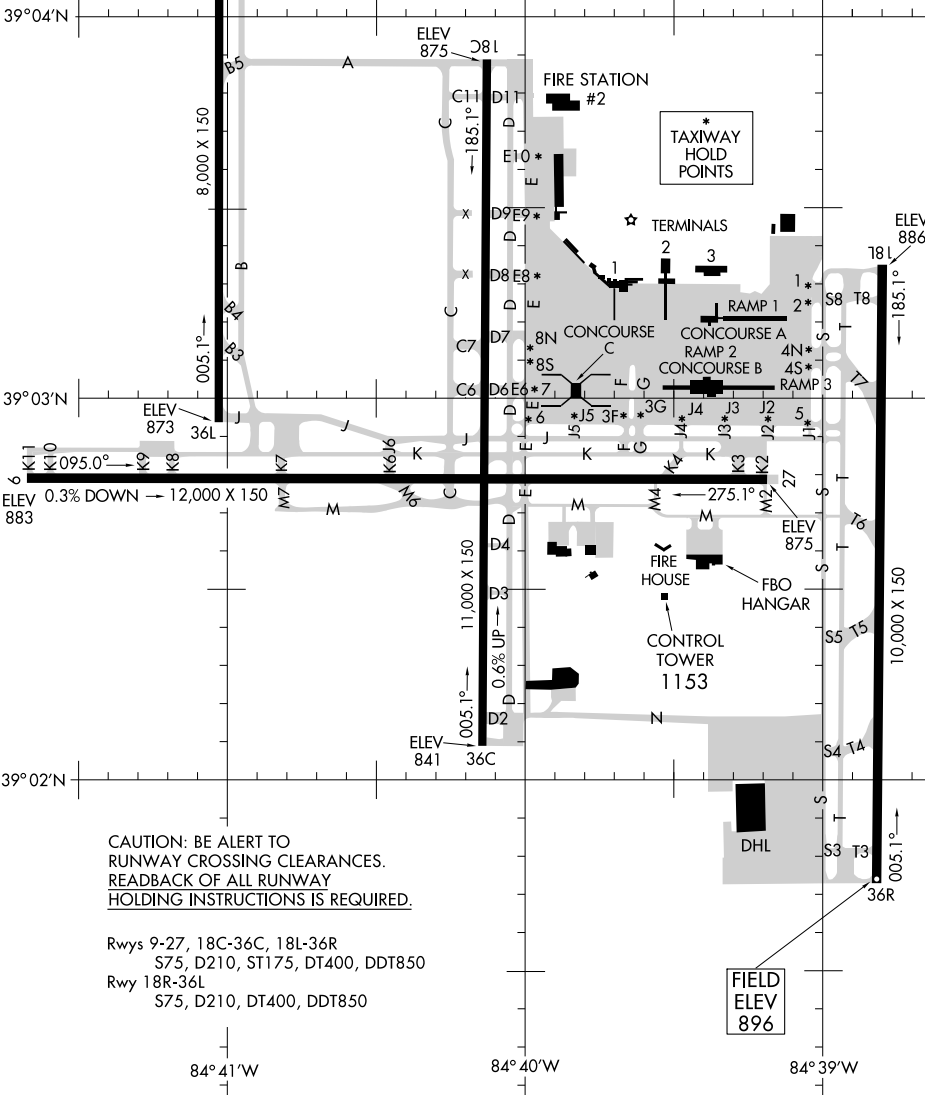 39°04'N
ELEV
875
18C
B5
A
FIRE STATION
#2
C11
D11
*
TAXIWAY
HOLD
POINTS
C
D
185.1°
8,000 X 150
E10 *
E
X
D9
E9 *
D
TERMINALS
ELEV
886
18L
B
X
D8
E8 *
1
2
3
1 *
185.1°
S8
T8
C
D
E
RAMP 1
2 *
B4
CONCOURSE
CONCOURSE A
S
T
005.1°
B3
C7
D7
* 8N
C
RAMP 2
4N *
* 8S
CONCOURSE B
4S *
T7
39°03'N
C6
D6
E6
* 7
F
G
RAMP 3
ELEV
873
36L
J
J
D
E
* 6
J5
J5
3F
3G
J4
J4
J3
J3
J2
J2
5
J1
K11
K10
095.0°
K9
K8
K7
K6
J6
J
K
E
J
K
F
G
K4
K
K3
K2
27
9
ELEV
883
0.3% DOWN
12,000 X 150
M7
M
M6
C
E
M
M4
275.1°
M2
S
M
ELEV
875
T6
D
D4
T
11,000 X 150
FIRE
HOUSE
FBO
HANGAR
S
D3
10,000 X 150
0.6% UP
CONTROL
TOWER
1153
S5
T5
D
005.1°
D2
N
ELEV
841
36C
S4
T4
39°02'N
S
T
DHL
S3
T3
005.1°
36R
CAUTION: BE ALERT TO
RUNWAY CROSSING CLEARANCES.
READBACK OF ALL RUNWAY
HOLDING INSTRUCTIONS IS REQUIRED.
Rwys 9-27, 18C-36C, 18L-36R
S75, D210, ST175, DT400, DDT850
Rwy 18R-36L
S75, D210, DT400, DDT850
FIELD
ELEV
896
84°41'W
84°40'W
84°39'W